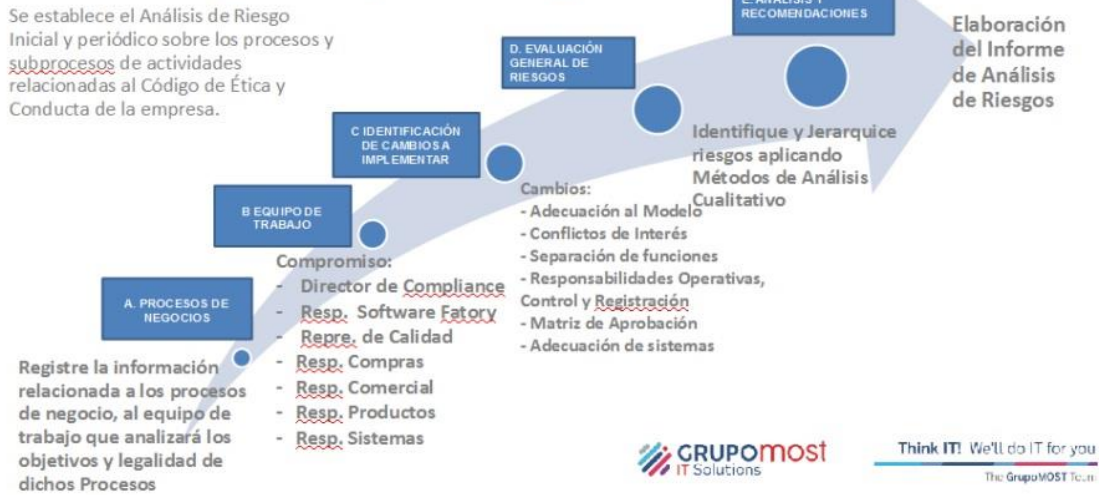 Se establece el Análisis de Riesgo
Inicial y periódico sobre los procesos y
subprocesos de actividades
relacionadas al Código de Ética y
Conducta de la empresa.
RECOMENDACIONES
Elaboración
del Informe
de Análisis
de Riesgos
D. EVALUACIÓN
GENERAL DE
RIESGOS
Identifique y Jerarquice
riesgos aplicando
Métodos de Análisis
Cualitativo
C IDENTIFICACIÓN
DE CAMBIOS A
IMPLEMENTAR
Cambios:
- Adecuación al Modelo
- Conflictos de Interés
- Separación de funciones
- Responsabilidades Operativas,
Control y Registración
- Matriz de Aprobación
- Adecuación de sistemas
B EQUIPO DE
TRABAJO
Compromiso:
- Director de Compliance
- Resp. Software Fatory
- Repre. de Calidad
- Resp. Compras
- Resp. Comercial
- Resp. Productos
- Resp. Sistemas
A. PROCESOS DE
NEGOCIOS
Registre la información
relacionada a los procesos
de negocio, al equipo de
trabajo que analizará los
objetivos y legalidad de
dichos Procesos
GRUPOMOST
IT Solutions
Think IT! We'll do IT for you
The GrupoMOST Team